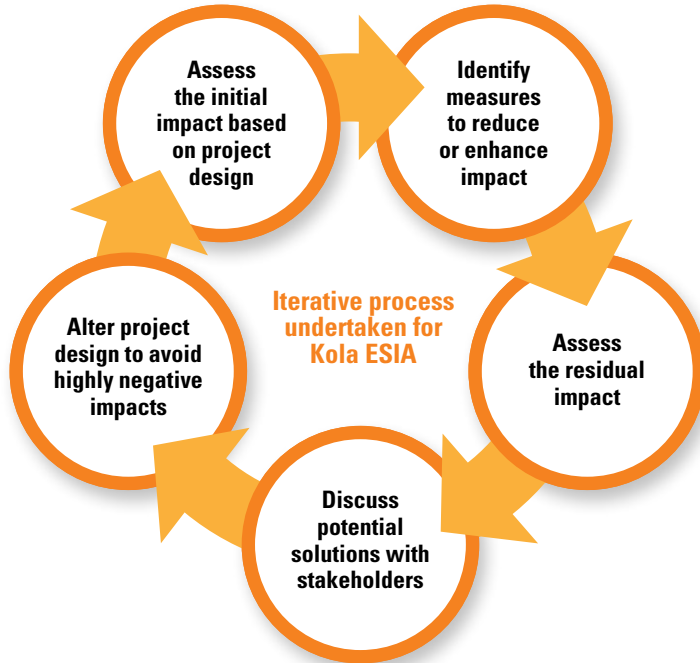 Assess
the initial
impact based
on project
design
Identify
measures
to reduce
or enhance
impact
Iterative process
undertaken for
Kola ESIA
Assess
the residual
impact
Discuss
potential
solutions with
stakeholders
Alter project
design to avoid
highly negative
impacts